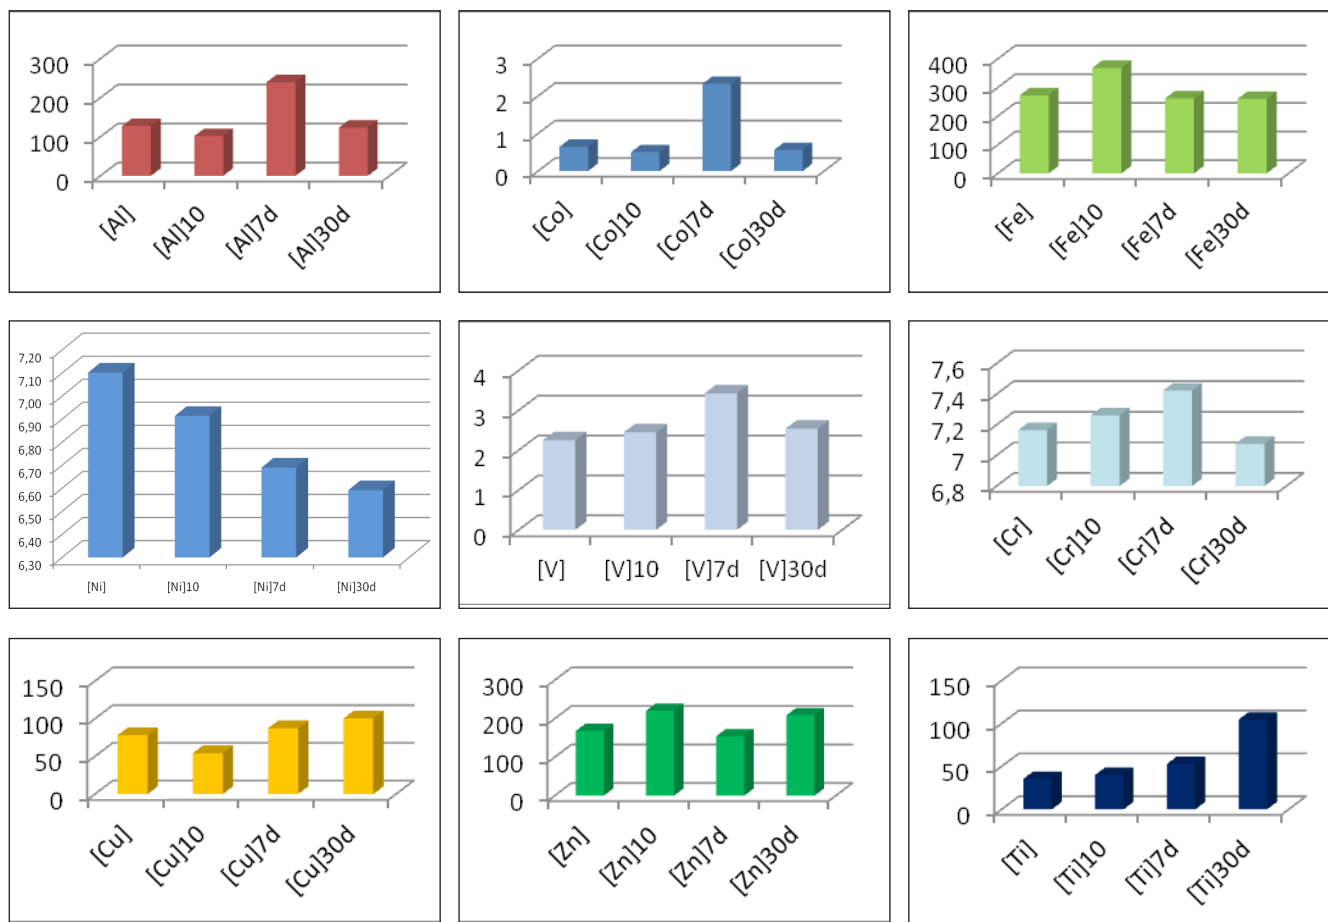 300
200
100
0
[Al]
[Al]10
[Al]7d
[Al]30d
3
2
1
0
[Co]
[Co]10
[Co]7d
[Co]30d
400
300
200
100
0
[Fe]
[Fe]10
[Fe]7d
[Fe]30d
7,20
7,10
7,00
6,90
6,80
6,70
6,60
6,50
6,40
6,30
[Ni] [Ni]10 [Ni]7d [Ni]30d
4
3
2
1
0
[V] [V]10 [V]7d [V]30d
7,6
7,4
7,2
7
6,8
[Cr]
[Cr]10
[Cr]7d
[Cr]30d
150
100
50
0
[Cu]
[Cu]10
[Cu]7d
[Cu]30d
300
200
100
0
[Zn]
[Zn]10
[Zn]7d
[Zn]30d
150
100
50
0
[Ti]
[Ti]10
[Ti]7d
[Ti]30d